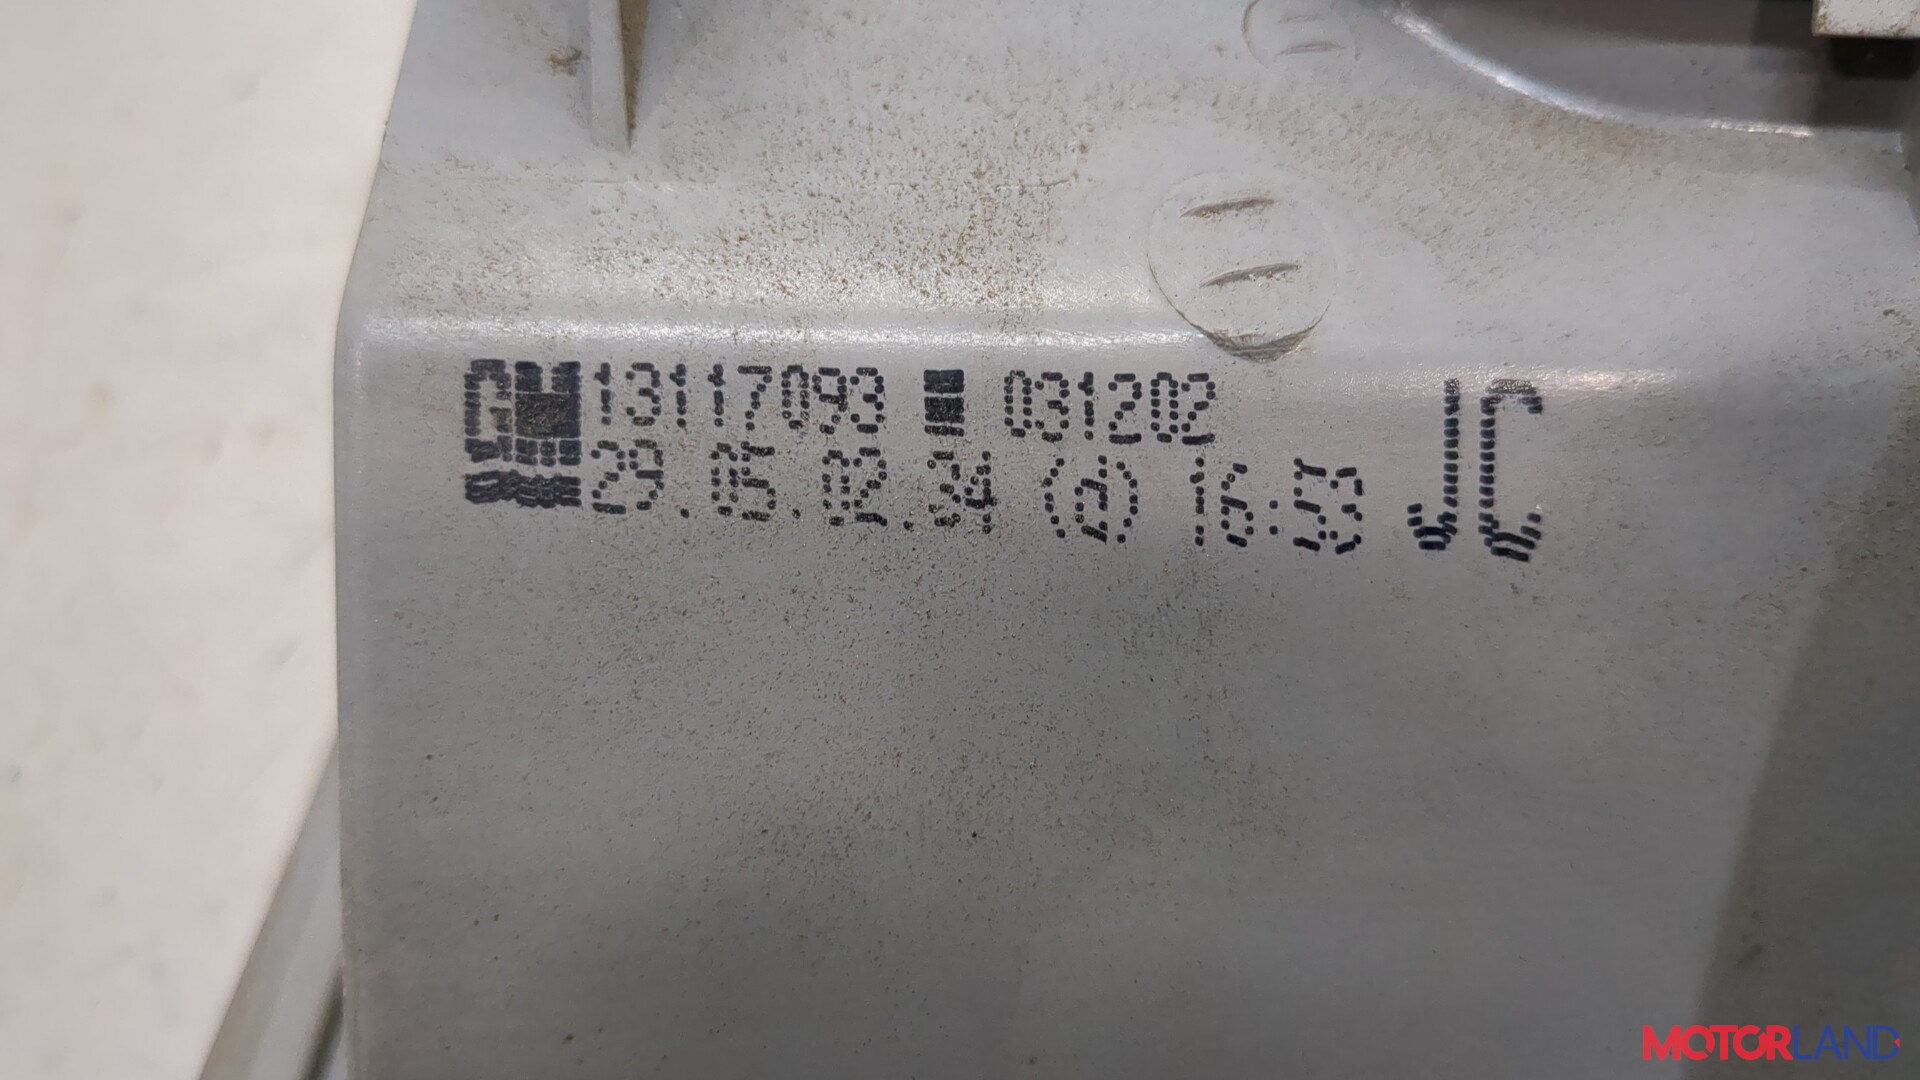 GM 13117093 031202 JC
29.05.02.34 (d) 16:53
MOTORLAND